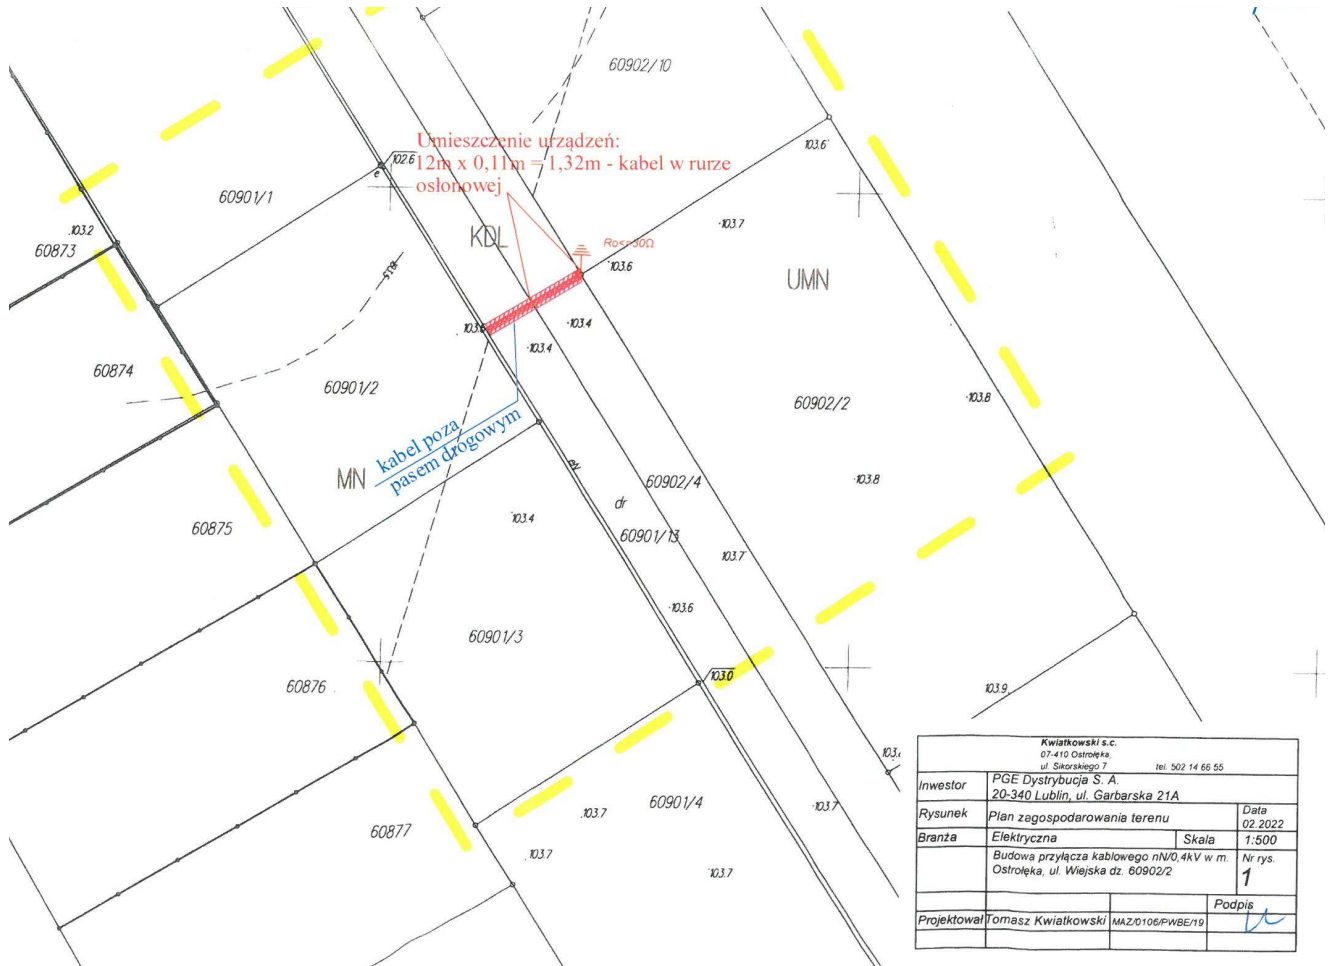 60902/10
Umieszczenie urządzeń:
12m x 0,11m = 1,32m - kabel w rurze
osłonowej
102.6
e
103.6
60901/1
103.2
60873
KDL
Ro<=30Ω
103.6
103.7
UMN
103.6
103.4
103.4
60874
60901/2
60902/2
103.8
kabel poza
pasem drogowym
MN
eN
60902/4
103.8
dr
60875
103.4
60901/13
103.7
103.6
60901/3
103.0
60876
103.9
60901/4
103.7
103.7
60877
103.7
103.7
Kwiatkowski s.c.
07-410 Ostrołęka,
ul. Sikorskiego 7 tel. 502 14 66 55
Inwestor PGE Dystrybucja S. A.
20-340 Lublin, ul. Garbarska 21A
Rysunek Plan zagospodarowania terenu Data
02.2022
Branża Elektryczna Skala 1:500
Budowa przyłącza kablowego nN/0,4kV w m.
Ostrołęka, ul. Wiejska dz. 60902/2
Nr rys.
1
Podpis
Projektował Tomasz Kwiatkowski MAZ/0106/PWBE/19